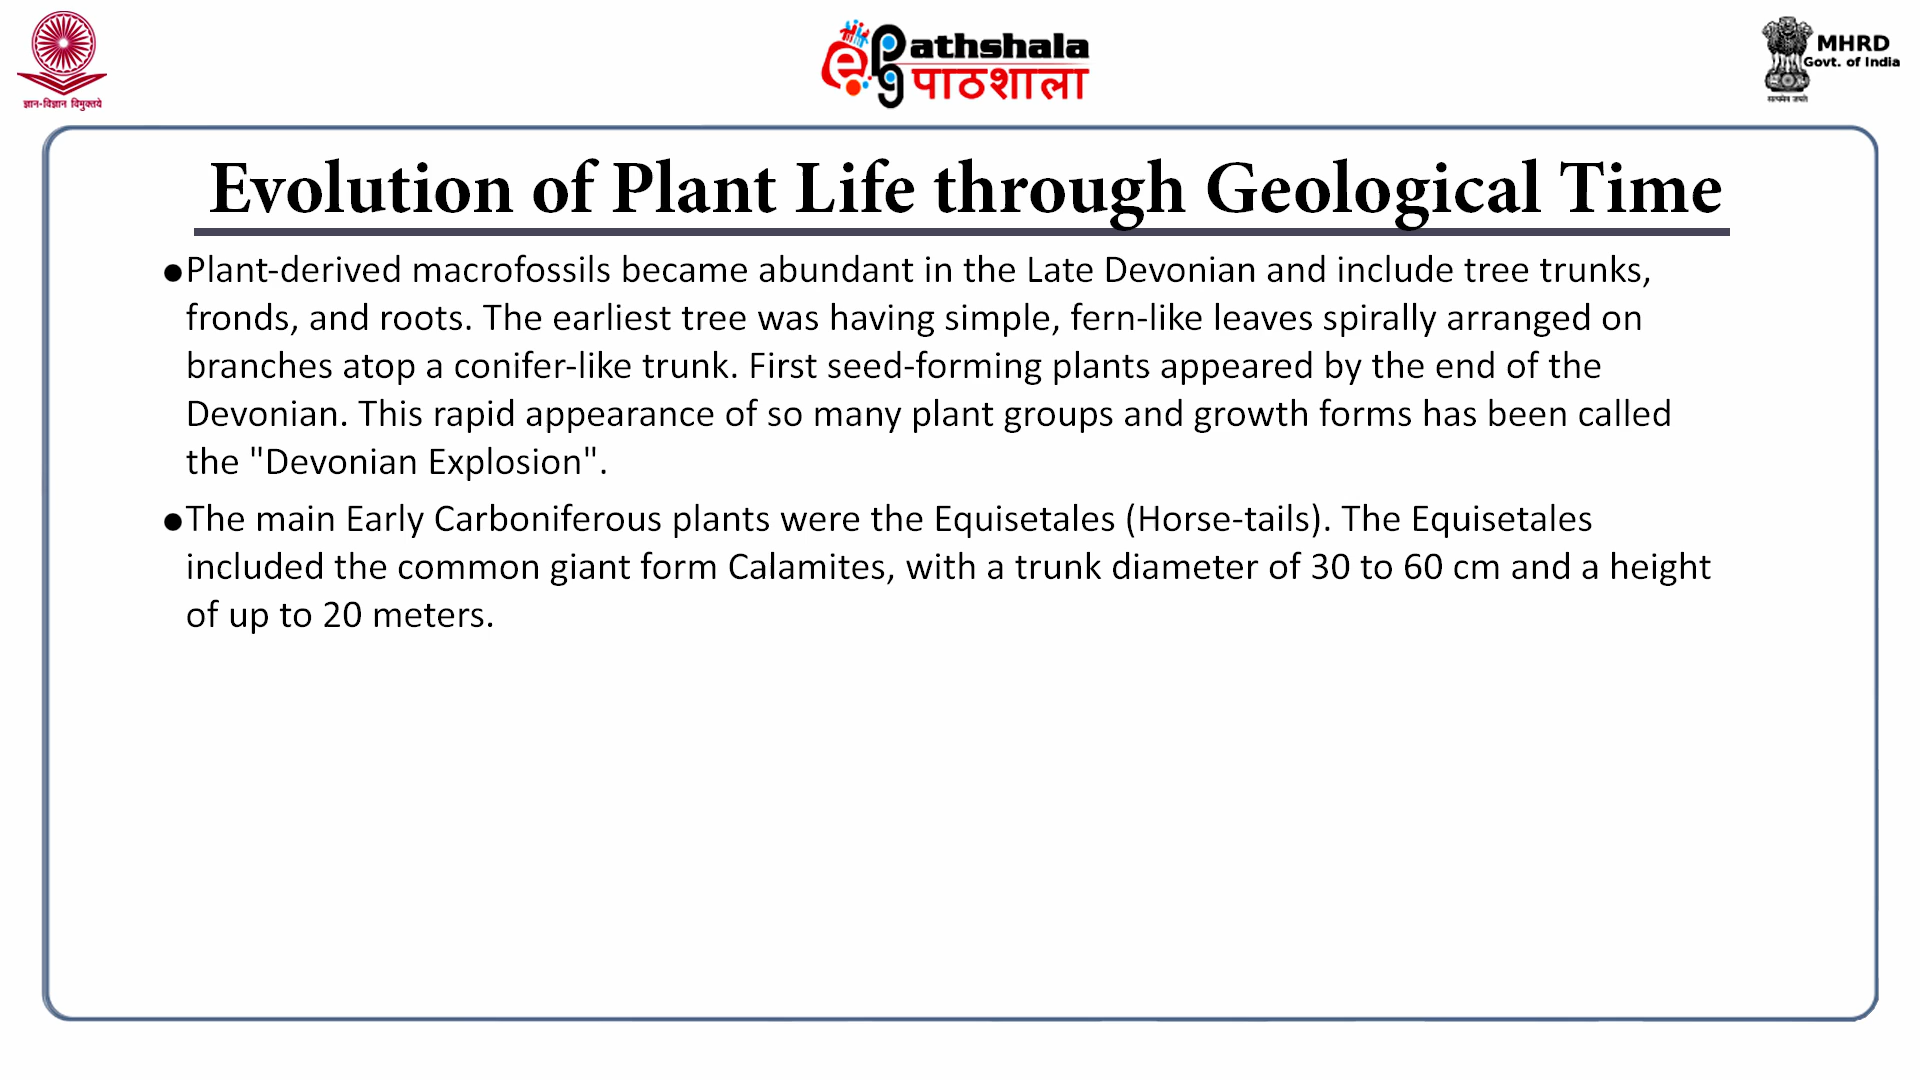 ज्ञान-विज्ञान विमुक्तये
e
Pg
athshala
पाठशाला
MHRD
Govt. of India
सत्यमेव जयते
Evolution of Plant Life through Geological Time
●Plant-derived macrofossils became abundant in the Late Devonian and include tree trunks,
fronds, and roots. The earliest tree was having simple, fern-like leaves spirally arranged on
branches atop a conifer-like trunk. First seed-forming plants appeared by the end of the
Devonian. This rapid appearance of so many plant groups and growth forms has been called
the "Devonian Explosion".
●The main Early Carboniferous plants were the Equisetales (Horse-tails). The Equisetales
included the common giant form Calamites, with a trunk diameter of 30 to 60 cm and a height
of up to 20 meters.